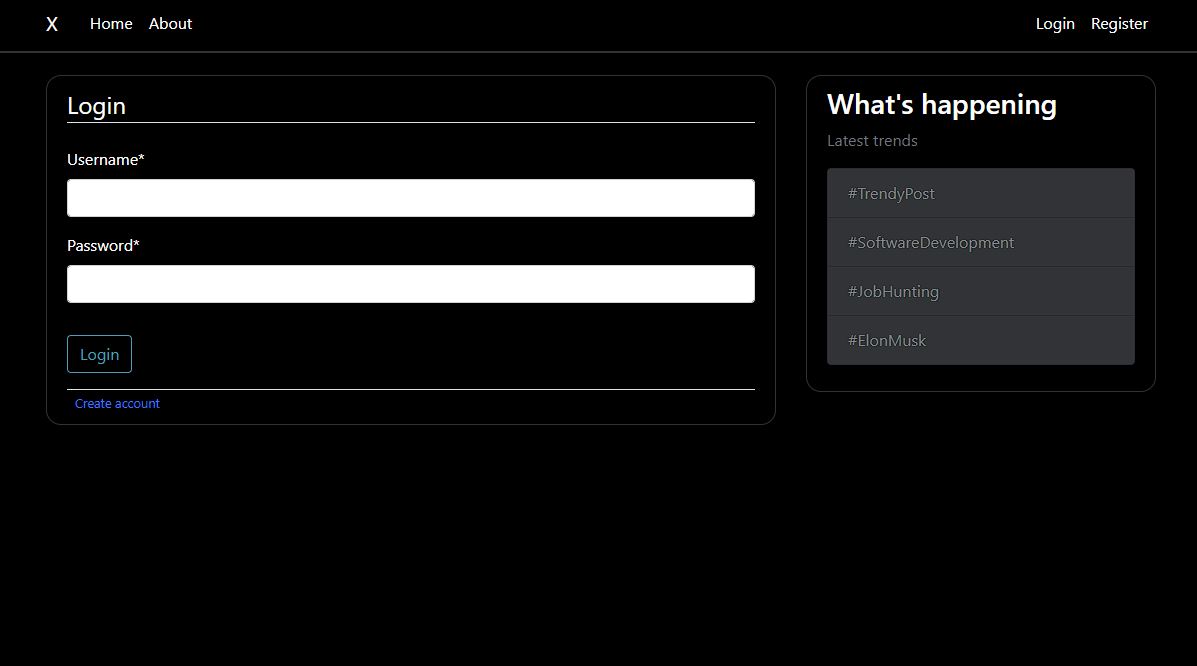 X Home About Login Register
Login
Username*
Password*
Login
Create account
What's happening
Latest trends
#TrendyPost
#SoftwareDevelopment
#JobHunting
#ElonMusk